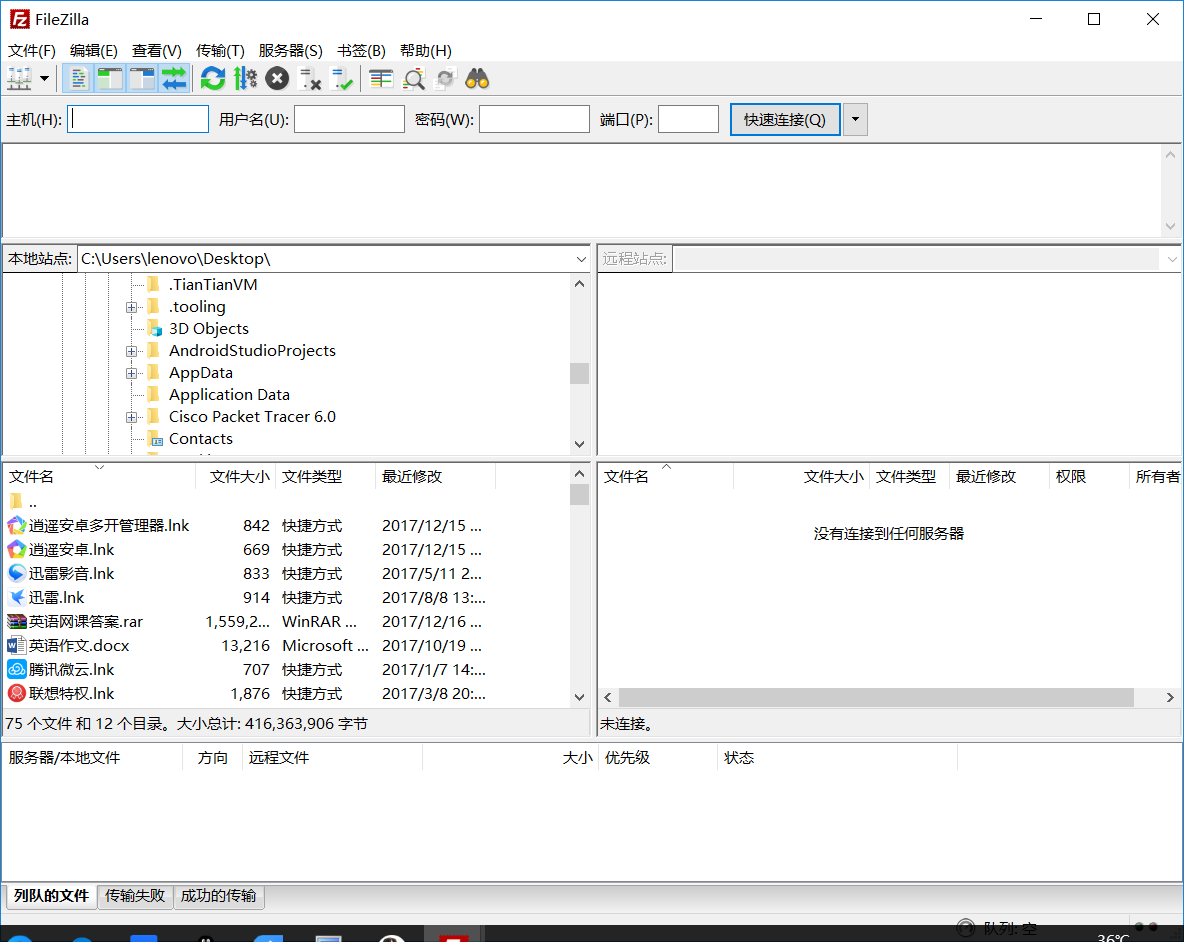 FileZilla
文件(F) 编辑(E) 查看(V) 传输(T) 服务器(S) 书签(B) 帮助(H)
主机(H): 用户名(U): 密码(W): 端口(P): 快速连接(Q)
本地站点: C:\Users\lenovo\Desktop\ 远程站点:
.TianTianVM
.tooling
3D Objects
AndroidStudioProjects
AppData
Application Data
Cisco Packet Tracer 6.0
Contacts
文件名 文件大小 文件类型 最近修改 文件名 文件大小 文件类型 最近修改 权限 所有者
..
逍遥安卓多开管理器.lnk 842 快捷方式 2017/12/15 ... 没有连接到任何服务器
逍遥安卓.lnk 669 快捷方式 2017/12/15 ...
迅雷影音.lnk 833 快捷方式 2017/5/11 2...
迅雷.lnk 914 快捷方式 2017/8/8 13:...
英语网课答案.rar 1,559,2... WinRAR ... 2017/12/16 ...
英语作文.docx 13,216 Microsoft ... 2017/10/19 ...
腾讯微云.lnk 707 快捷方式 2017/1/7 14:...
联想特权.lnk 1,876 快捷方式 2017/3/8 20:...
75 个文件 和 12 个目录。大小总计: 416,363,906 字节 未连接。
服务器/本地文件 方向 远程文件 大小 优先级 状态
列队的文件 传输失败 成功的传输
队列: 空
36°C